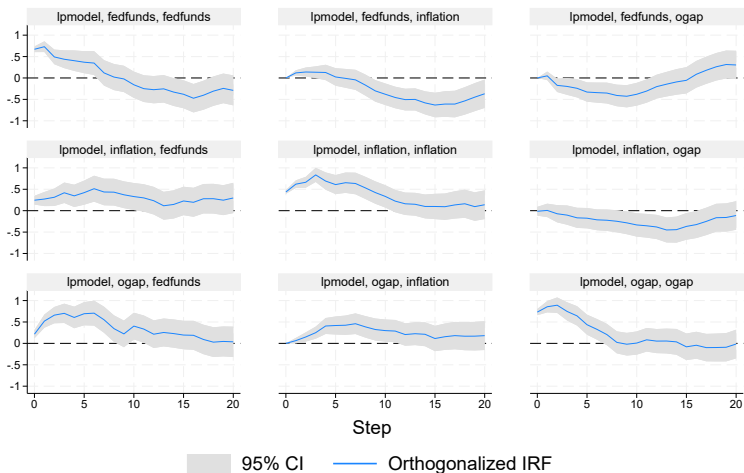 lpmodel, fedfunds, fedfunds
lpmodel, fedfunds, inflation
lpmodel, fedfunds, ogap
1
.5
0
-.5
-1
lpmodel, inflation, fedfunds
lpmodel, inflation, inflation
lpmodel, inflation, ogap
1
.5
0
-.5
-1
lpmodel, ogap, fedfunds
lpmodel, ogap, inflation
lpmodel, ogap, ogap
1
.5
0
-.5
-1
0 5 10 15 20
0 5 10 15 20
0 5 10 15 20
Step
95% CI
Orthogonalized IRF